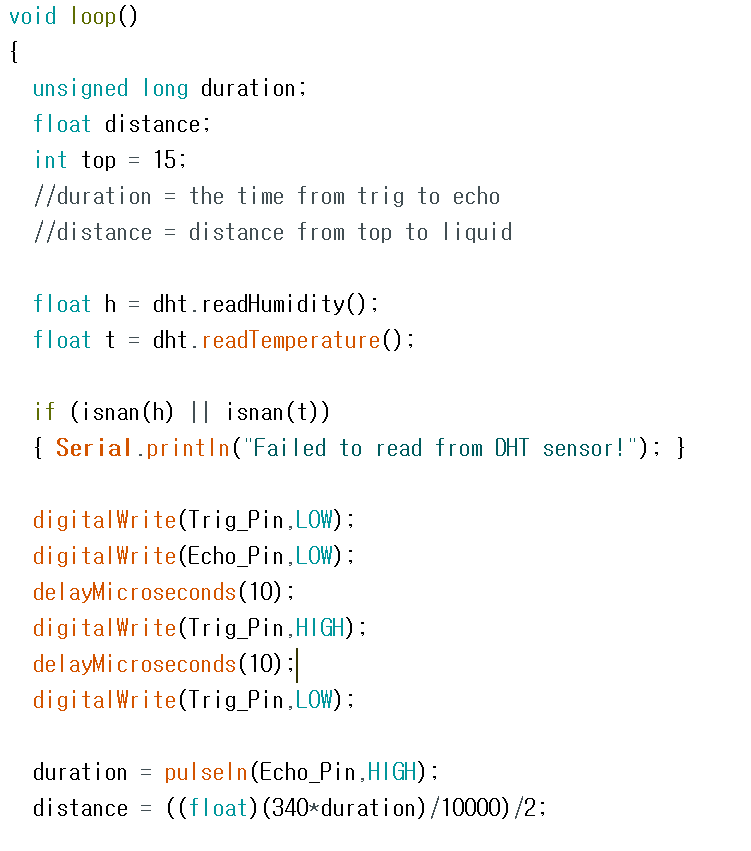 void loop()
{
  unsigned long duration;
  float distance;
  int top = 15;
  //duration = the time from trig to echo
  //distance = distance from top to liquid

  float h = dht.readHumidity();
  float t = dht.readTemperature();

  if (isnan(h) || isnan(t))
  { Serial.println("Failed to read from DHT sensor!"); }

  digitalWrite(Trig_Pin,LOW);
  digitalWrite(Echo_Pin,LOW);
  delayMicroseconds(10);
  digitalWrite(Trig_Pin,HIGH);
  delayMicroseconds(10);
  digitalWrite(Trig_Pin,LOW);

  duration = pulseIn(Echo_Pin,HIGH);
  distance = ((float)(340*duration)/10000)/2;